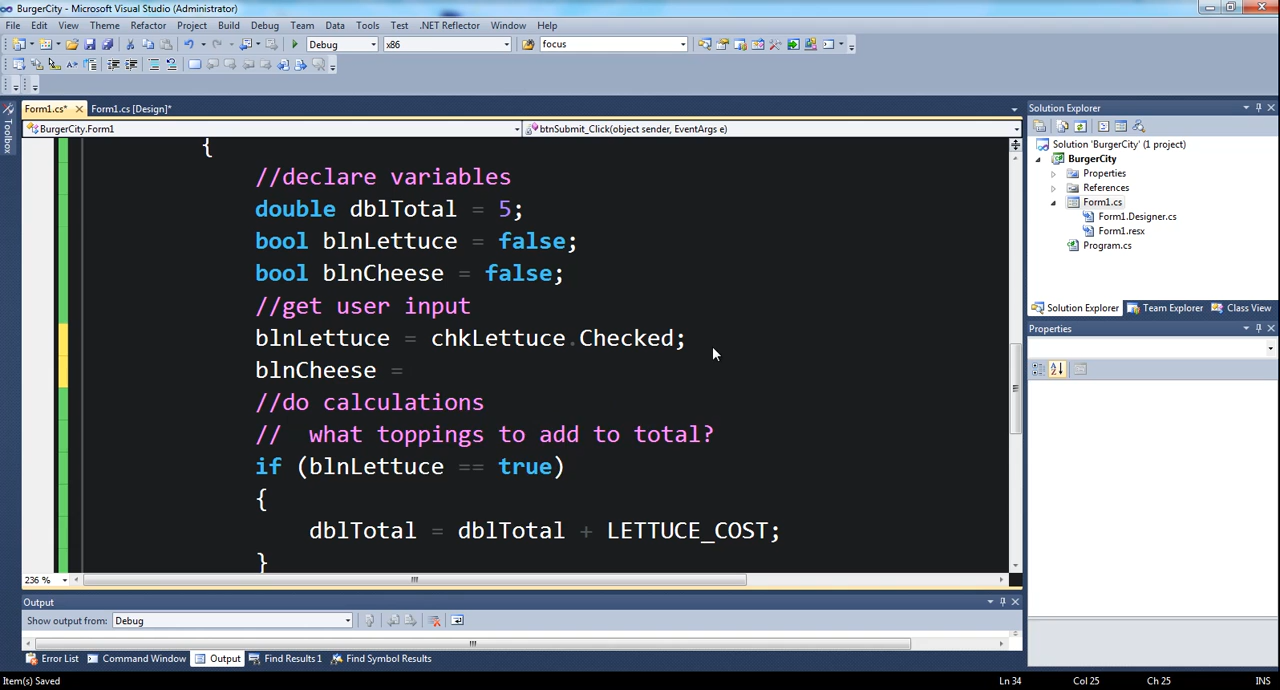 BurgerCity - Microsoft Visual Studio (Administrator)
File Edit View Theme Refactor Project Build Debug Team Data Tools Test .NET Reflector Window Help
Debug x86 focus
Form1.cs* Form1.cs [Design]*
BurgerCity.Form1 btnSubmit_Click(object sender, EventArgs e)
Toolbox
{
//declare variables
double dblTotal = 5;
bool blnLettuce = false;
bool blnCheese = false;
//get user input
blnLettuce = chkLettuce.Checked;
blnCheese =
//do calculations
// what toppings to add to total?
if (blnLettuce == true)
{
dblTotal = dblTotal + LETTUCE_COST;
}
236 %
Output
Show output from: Debug
Error List Command Window Output Find Results 1 Find Symbol Results
Solution Explorer
Solution 'BurgerCity' (1 project)
BurgerCity
Properties
References
Form1.cs
Form1.Designer.cs
Form1.resx
Program.cs
Solution Explorer Team Explorer Class View
Properties
Item(s) Saved Ln 34 Col 25 Ch 25 INS